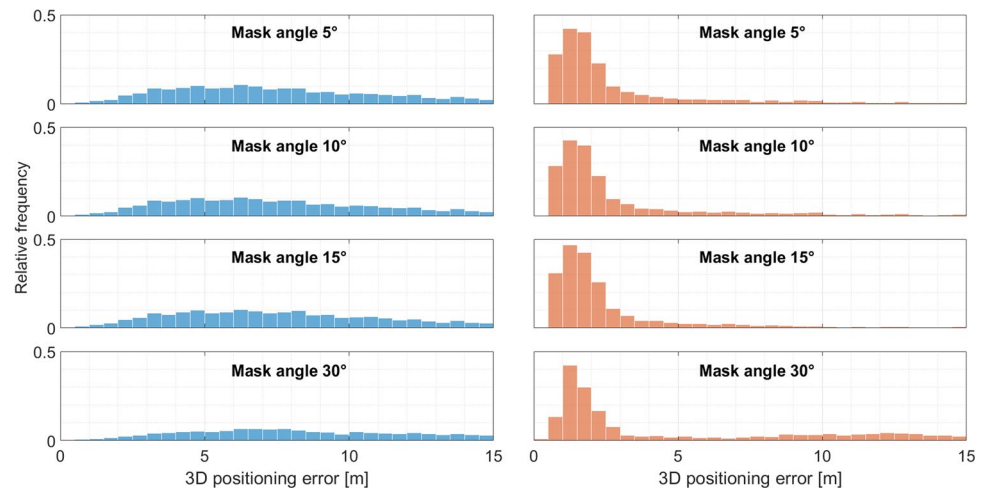 0.5
Mask angle 5°
0
0.5
Mask angle 10°
0
0.5
Mask angle 15°
0
0.5
Mask angle 30°
0
0 5 10 15
3D positioning error [m]
Relative frequency
Mask angle 5°
Mask angle 10°
Mask angle 15°
Mask angle 30°
0 5 10 15
3D positioning error [m]